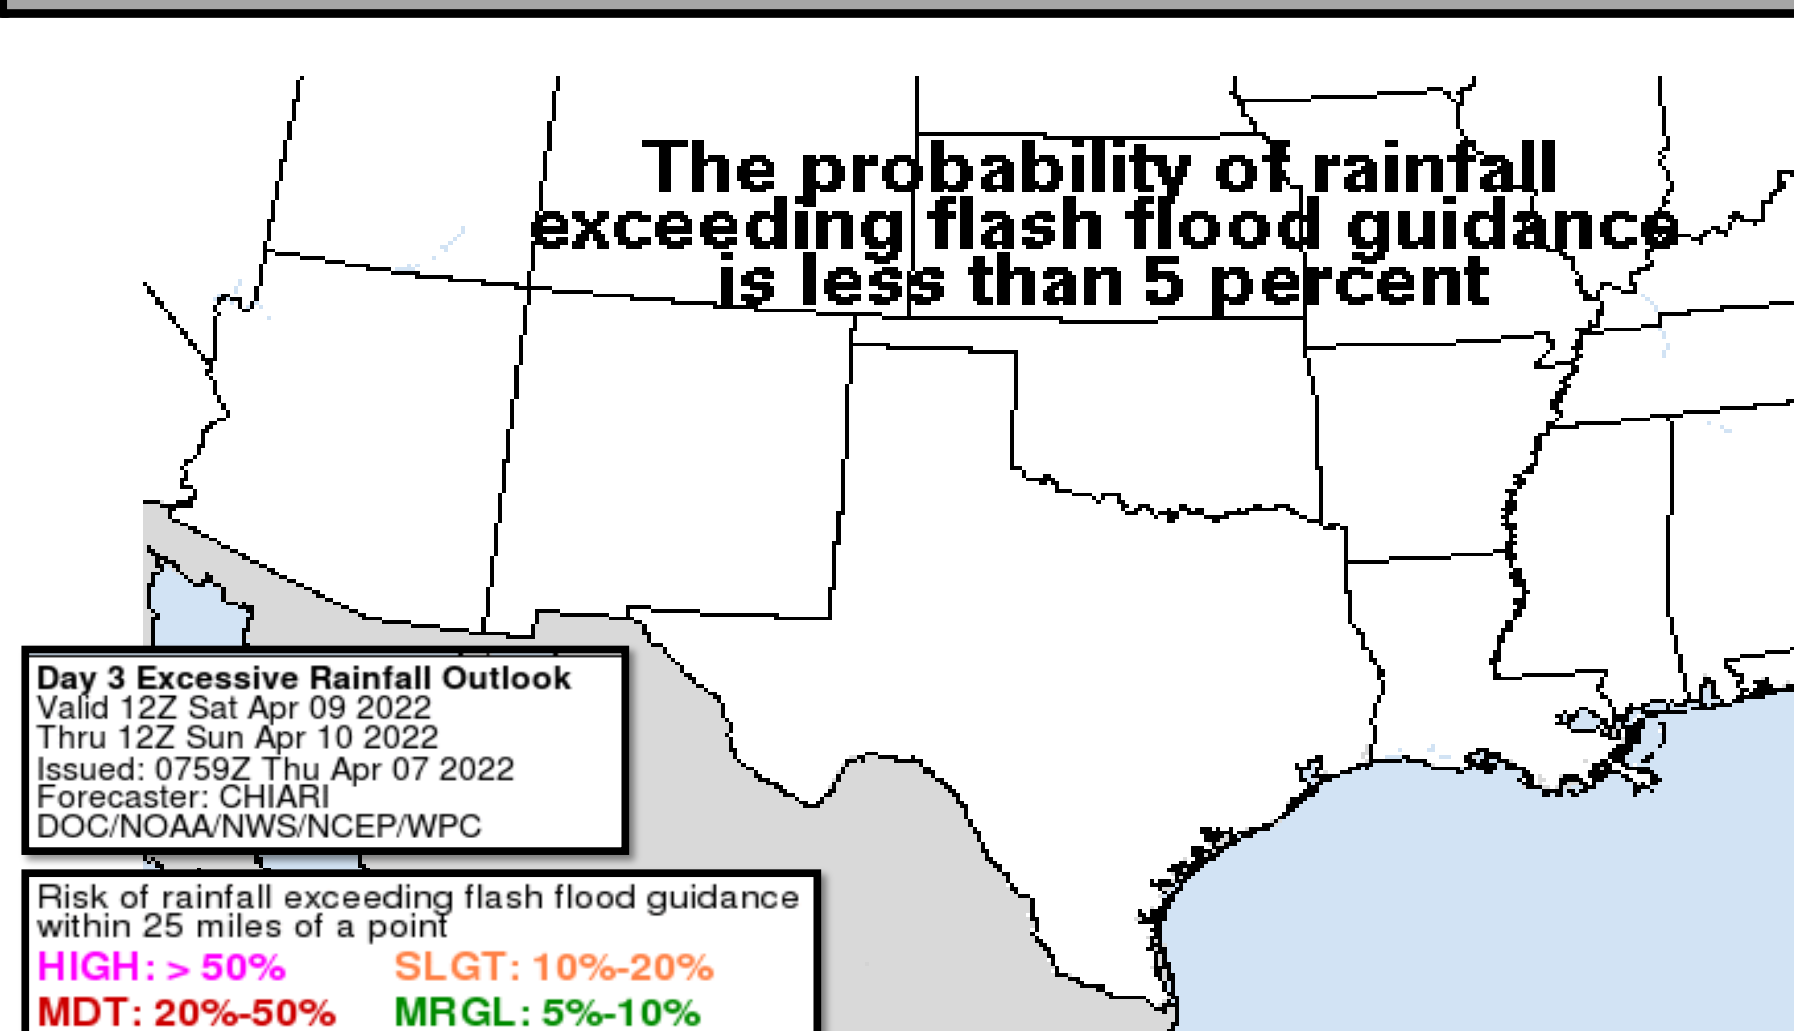 The probability of rainfall
exceeding flash flood guidance
is less than 5 percent
Day 3 Excessive Rainfall Outlook
Valid 12Z Sat Apr 09 2022
Thru 12Z Sun Apr 10 2022
Issued: 0759Z Thu Apr 07 2022
Forecaster: CHIARI
DOC/NOAA/NWS/NCEP/WPC
Risk of rainfall exceeding flash flood guidance
within 25 miles of a point
HIGH: > 50% SLGT: 10%-20%
MDT: 20%-50% MRGL: 5%-10%